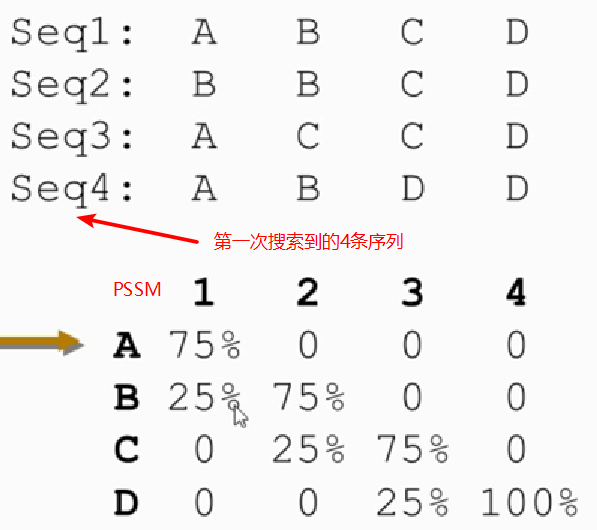 Seq1: A B C D
Seq2: B B C D
Seq3: A C C D
Seq4: A B D D
第一次搜索到的4条序列
PSSM 1 2 3 4
A 75% 0 0 0
B 25% 75% 0 0
C 0 25% 75% 0
D 0 0 25% 100%